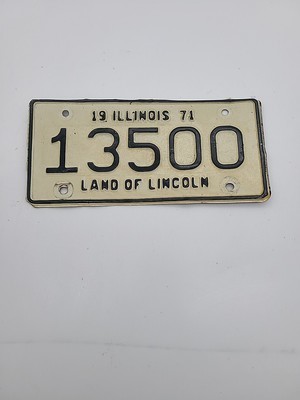 19 ILLINOIS 71
13500
LAND OF LINCOLN